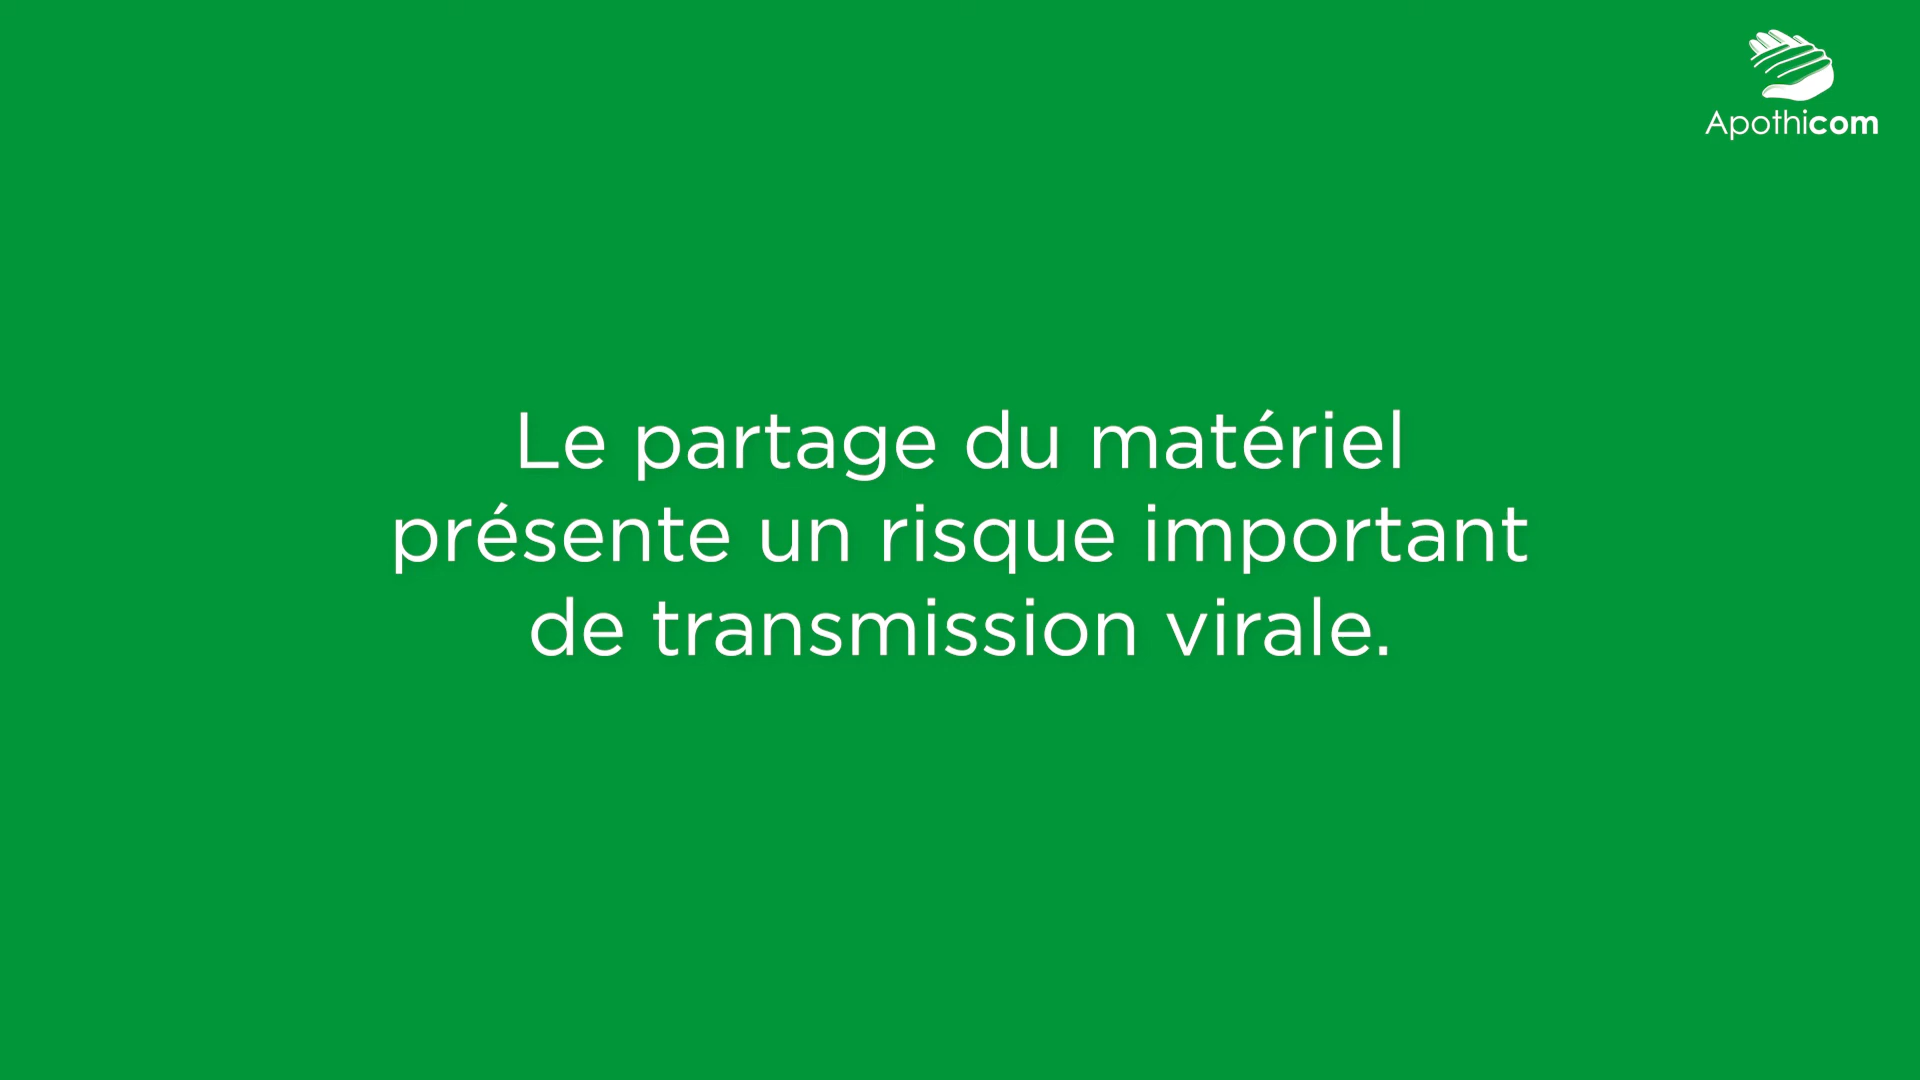 Apothicom
Le partage du matériel
présente un risque important
de transmission virale.